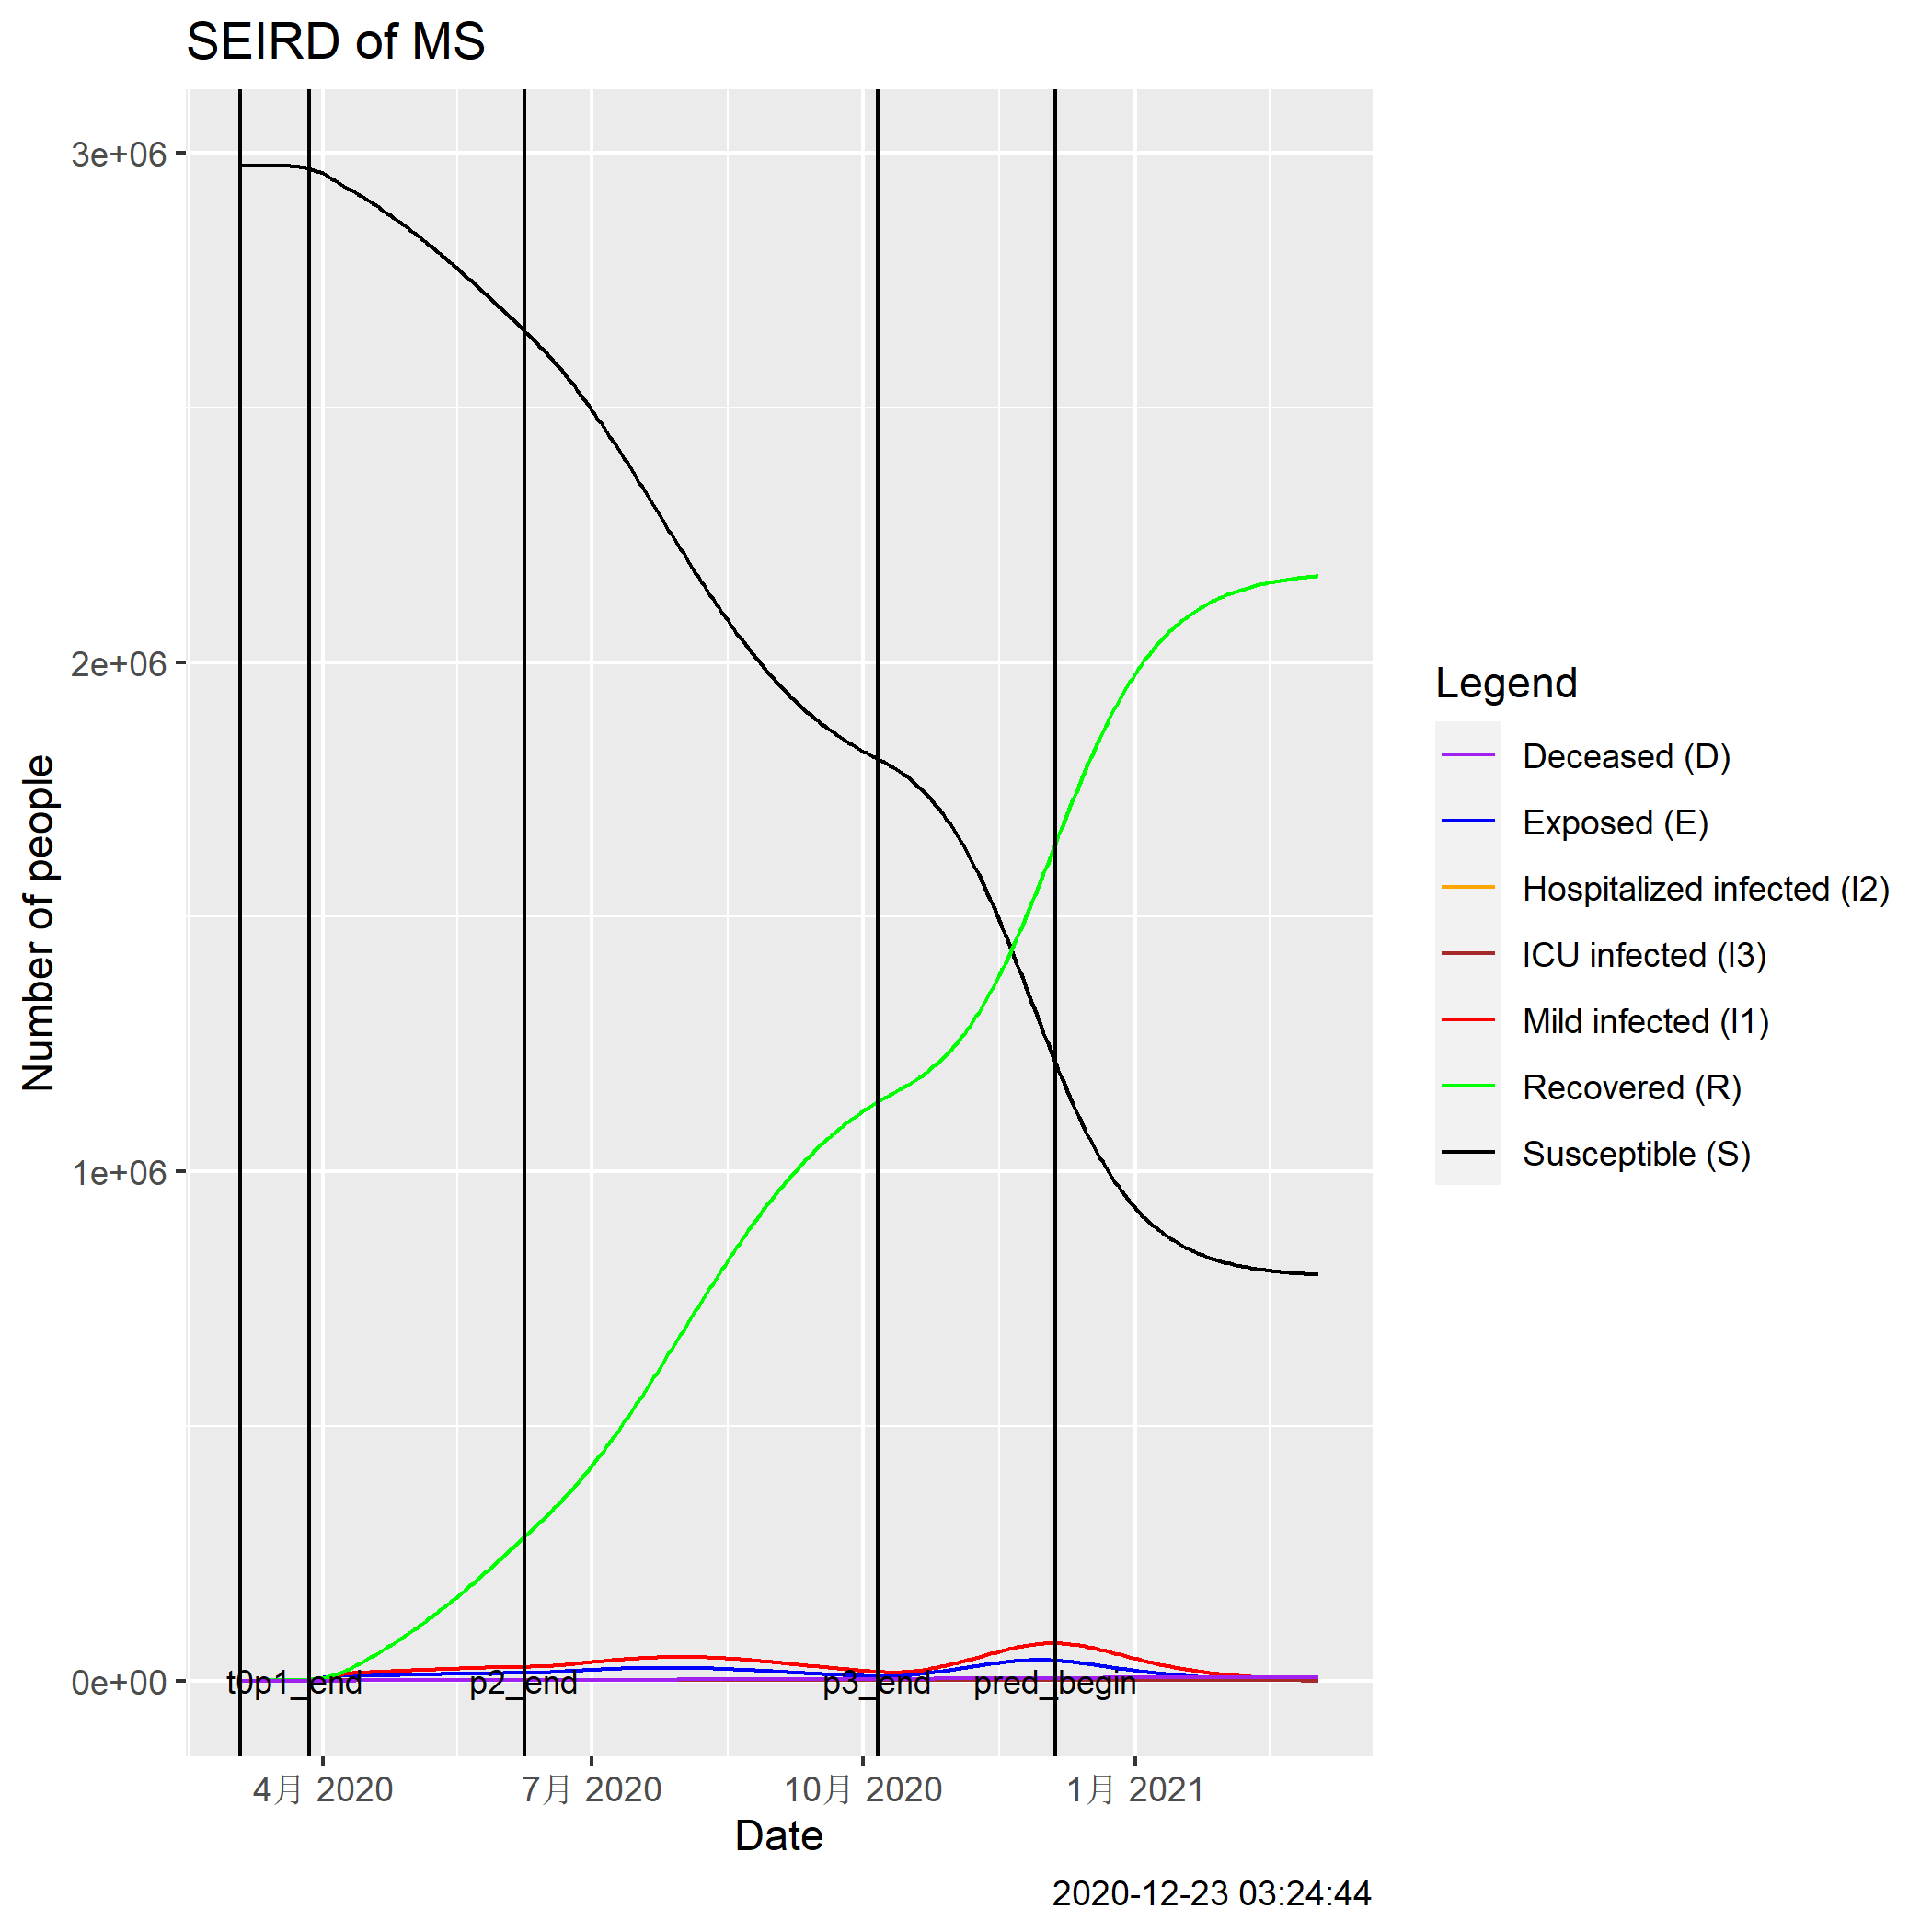 SEIRD of MS
3e+06
2e+06
1e+06
0e+00
Number of people
t0p1_end p2_end p3_end pred_begin
4月 2020 7月 2020 10月 2020 1月 2021
Date
Legend
Deceased (D)
Exposed (E)
Hospitalized infected (I2)
ICU infected (I3)
Mild infected (I1)
Recovered (R)
Susceptible (S)
2020-12-23 03:24:44